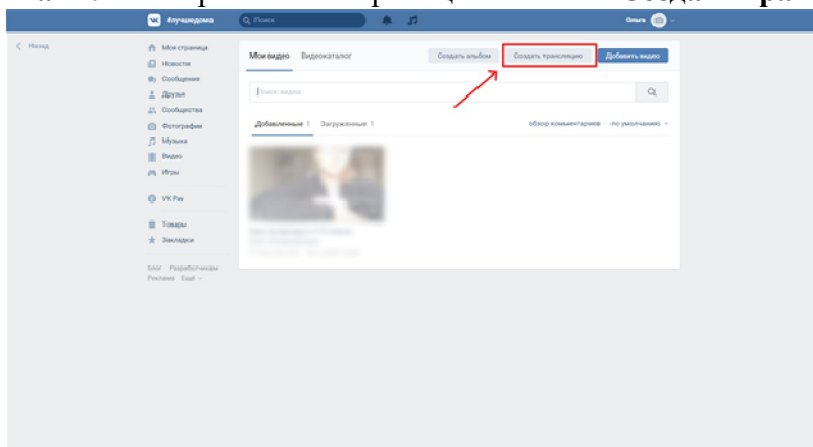 #лучшедома Поиск Ольга
Назад
Моя страница
Новости
Сообщения
Друзья
Сообщества
Фотографии
Музыка
Видео
Игры
VK Pay
Товары
Закладки
Блог Разработчикам
Реклама Ещё
Мои видео Видеокаталог Создать альбом Создать трансляцию Добавить видео
Поиск видео
Добавленные 1 Загруженные 1 обзор комментариев по умолчанию